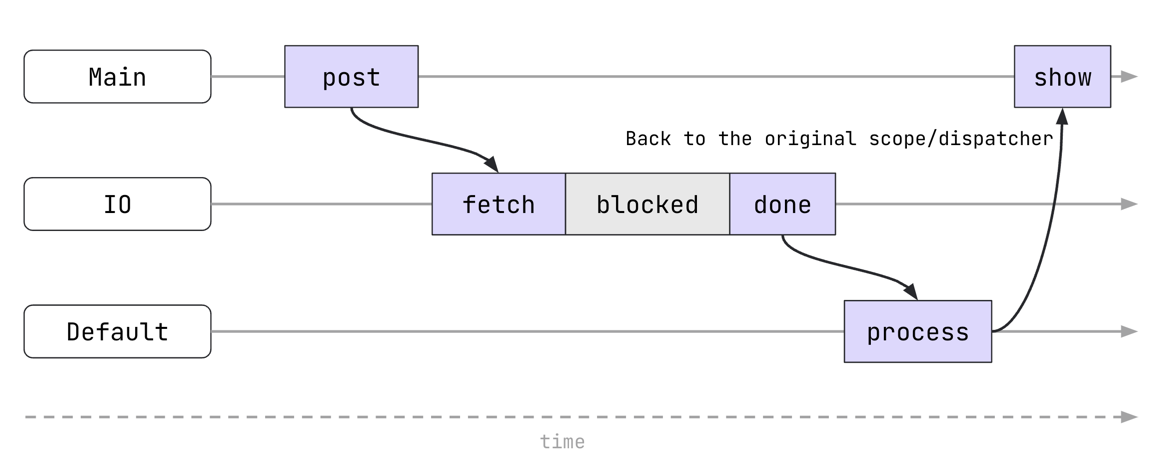 Main
post
show
Back to the original scope/dispatcher
IO
fetch
blocked
done
Default
process
time